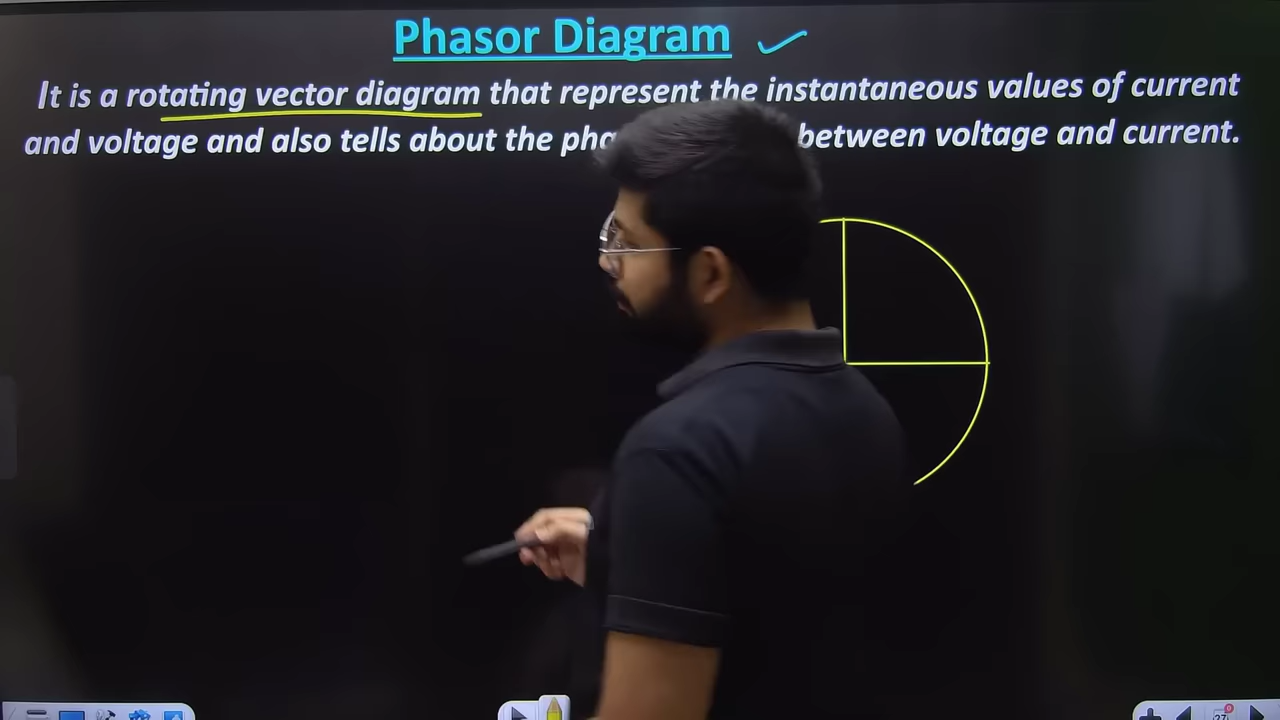 Phasor Diagram
It is a rotating vector diagram that represent the instantaneous values of current
and voltage and also tells about the between voltage and current.
27